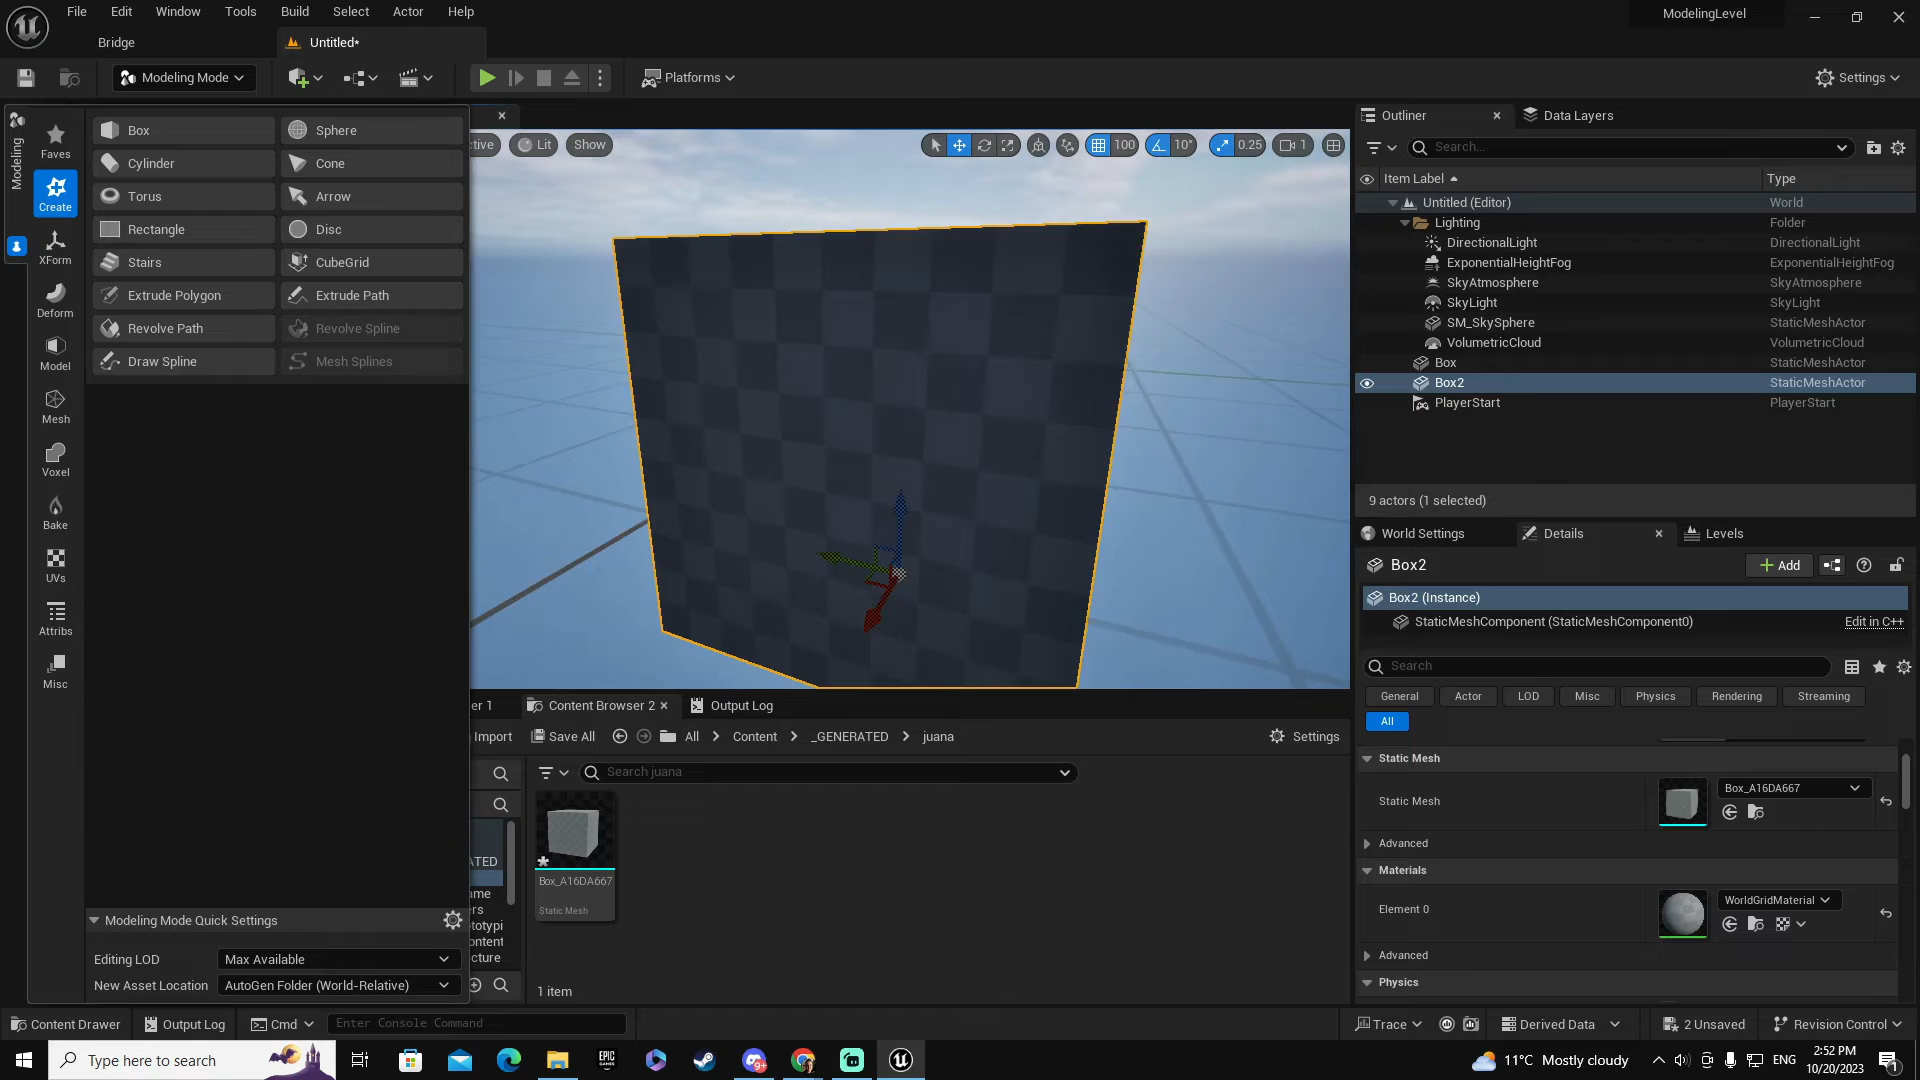 File Edit Window Tools Build Select Actor Help
ModelingLevel
Bridge
Untitled*
Modeling Mode
Platforms
Settings
Modeling
Faves
Create
XForm
Deform
Model
Mesh
Voxel
Bake
UVs
Attribs
Misc
Box Sphere
Cylinder Cone
Torus Arrow
Rectangle Disc
Stairs CubeGrid
Extrude Polygon Extrude Path
Revolve Path Revolve Spline
Draw Spline Mesh Splines
Modeling Mode Quick Settings
Editing LOD Max Available
New Asset Location AutoGen Folder (World-Relative)
ctive Lit Show
100 10° 0.25 1
Outliner Data Layers
Search...
Item Label Type
Untitled (Editor) World
Lighting Folder
DirectionalLight DirectionalLight
ExponentialHeightFog ExponentialHeightFog
SkyAtmosphere SkyAtmosphere
SkyLight SkyLight
SM_SkySphere StaticMeshActor
VolumetricCloud VolumetricCloud
Box StaticMeshActor
Box2 StaticMeshActor
PlayerStart PlayerStart
9 actors (1 selected)
World Settings Details Levels
Box2 Add
Box2 (Instance)
StaticMeshComponent (StaticMeshComponent0) Edit in C++
Search
General Actor LOD Misc Physics Rendering Streaming
All
Static Mesh
Static Mesh Box_A16DA667
Advanced
Materials
Element 0 WorldGridMaterial
Advanced
Physics
er 1 Content Browser 2 Output Log
Import Save All All Content _GENERATED juana Settings
Search juana
ATED
ame
ers
ototypi
ontent
cture
Box_A16DA667
Static Mesh
1 item
Content Drawer Output Log Cmd Enter Console Command
Trace Derived Data 2 Unsaved Revision Control
Type here to search
EPIC
GAMES
9+
11°C Mostly cloudy
ENG
2:52 PM
10/20/2023
1